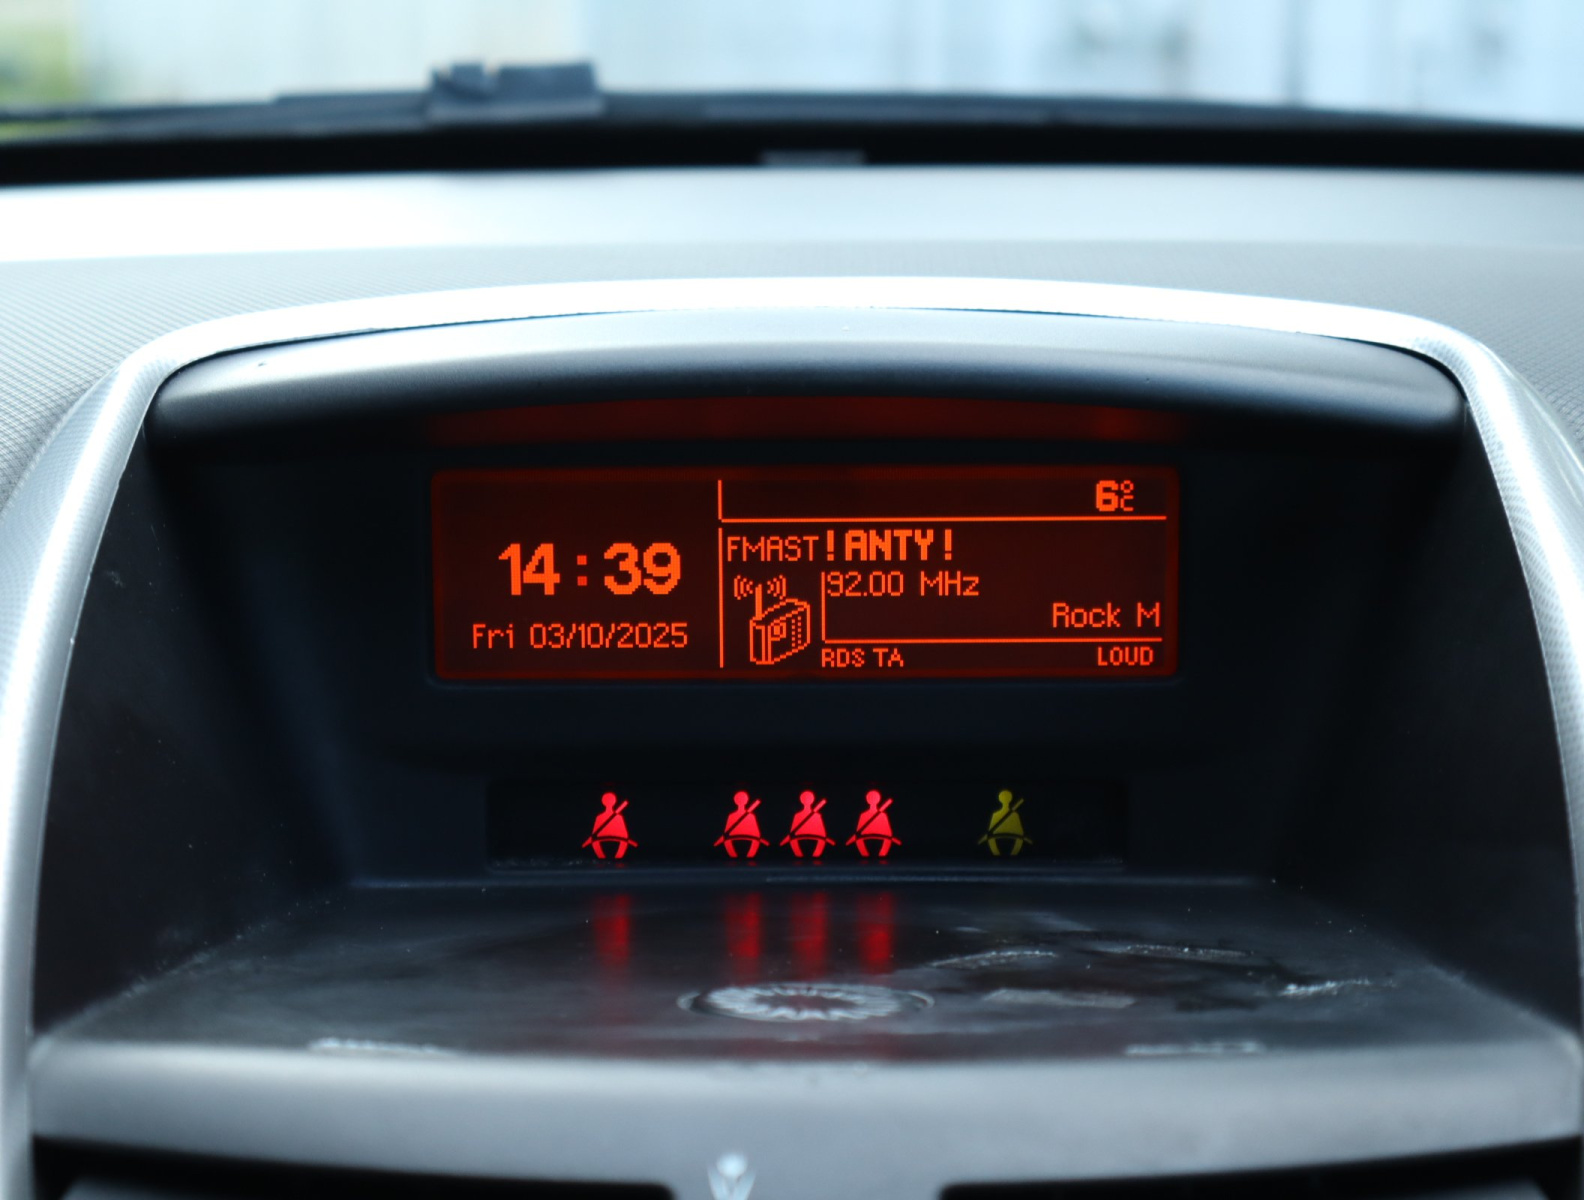 6°C
14:39
Fri 03/10/2025
FMAST !ANTY!
92.00 MHz
Rock M
RDS TA LOUD